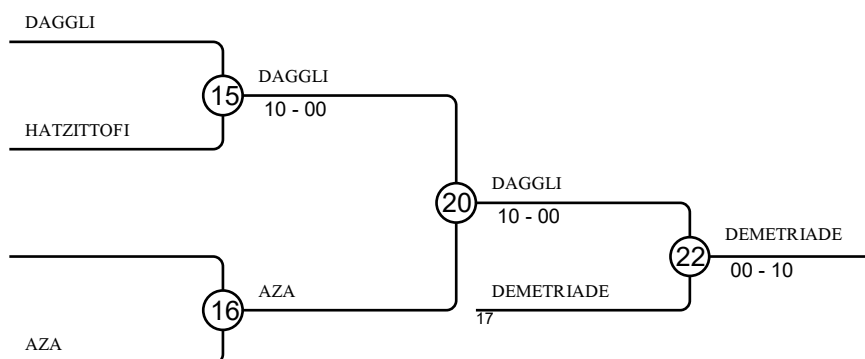 DAGGLI
15
DAGGLI
10 - 00
HATZITTOFI
20
DAGGLI
10 - 00
22
DEMETRIADE
00 - 10
16
AZA
DEMETRIADE
17
AZA